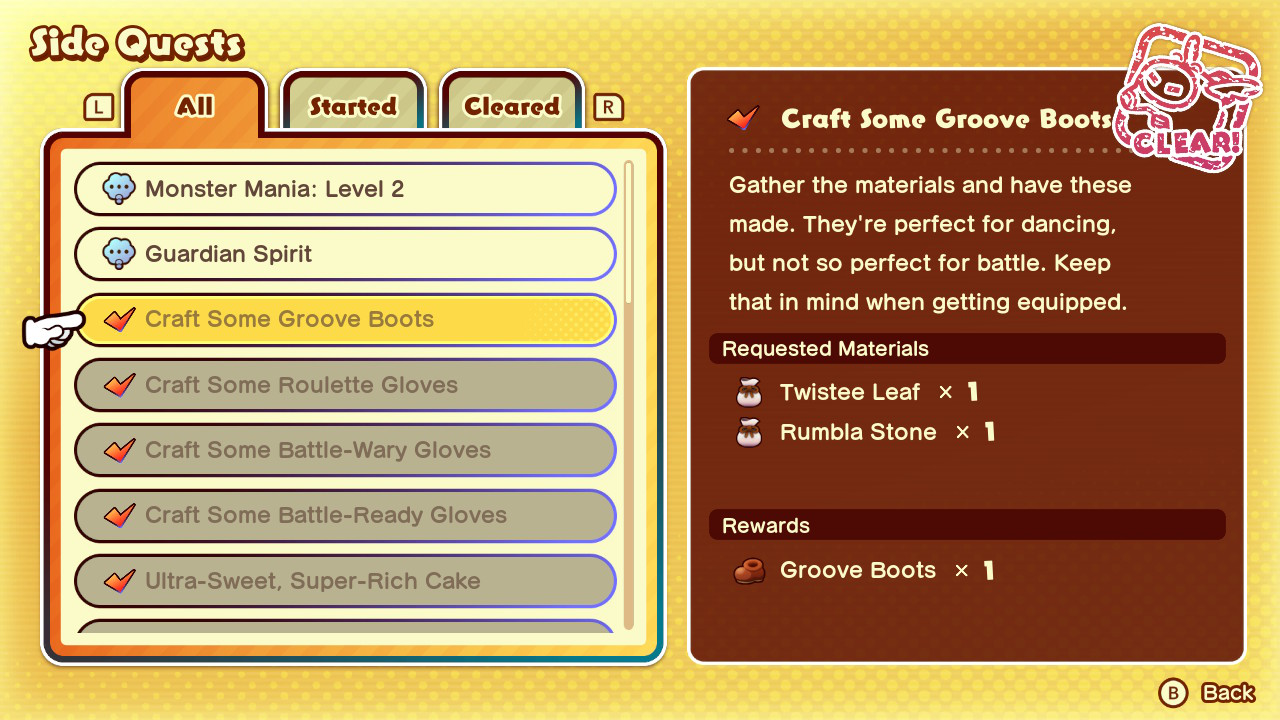 Side Quests
L
All
Started
Cleared
R
Monster Mania: Level 2
Guardian Spirit
Craft Some Groove Boots
Craft Some Roulette Gloves
Craft Some Battle-Wary Gloves
Craft Some Battle-Ready Gloves
Ultra-Sweet, Super-Rich Cake
Craft Some Groove Boots
CLEAR!
Gather the materials and have these
made. They're perfect for dancing,
but not so perfect for battle. Keep
that in mind when getting equipped.
Requested Materials
Twistee Leaf × 1
Rumbla Stone × 1
Rewards
Groove Boots × 1
B Back